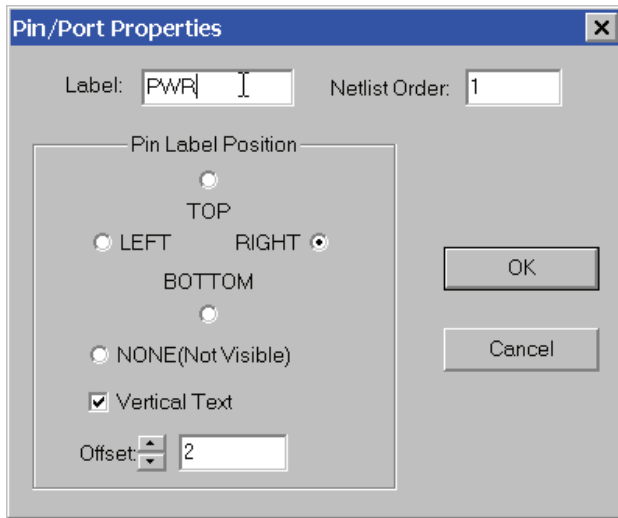 Pin/Port Properties
Label: PWR Netlist Order: 1
Pin Label Position
TOP
LEFT RIGHT
BOTTOM
NONE(Not Visible)
Vertical Text
Offset: 2
OK
Cancel